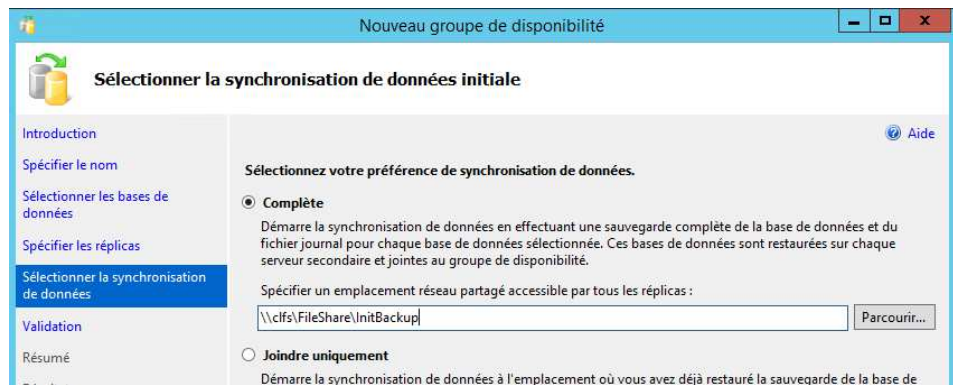 Nouveau groupe de disponibilité
Sélectionner la synchronisation de données initiale
Introduction
Spécifier le nom
Sélectionner les bases de
données
Spécifier les réplicas
Sélectionner la synchronisation
de données
Validation
Résumé
Aide
Sélectionnez votre préférence de synchronisation de données.
Complète
Démarre la synchronisation de données en effectuant une sauvegarde complète de la base de données et du
fichier journal pour chaque base de données sélectionnée. Ces bases de données sont restaurées sur chaque
serveur secondaire et jointes au groupe de disponibilité.
Spécifier un emplacement réseau partagé accessible par tous les réplicas :
\\clfs\FileShare\InitBackup
Parcourir...
Joindre uniquement
Démarre la synchronisation de données à l'emplacement où vous avez déjà restauré la sauvegarde de la base de